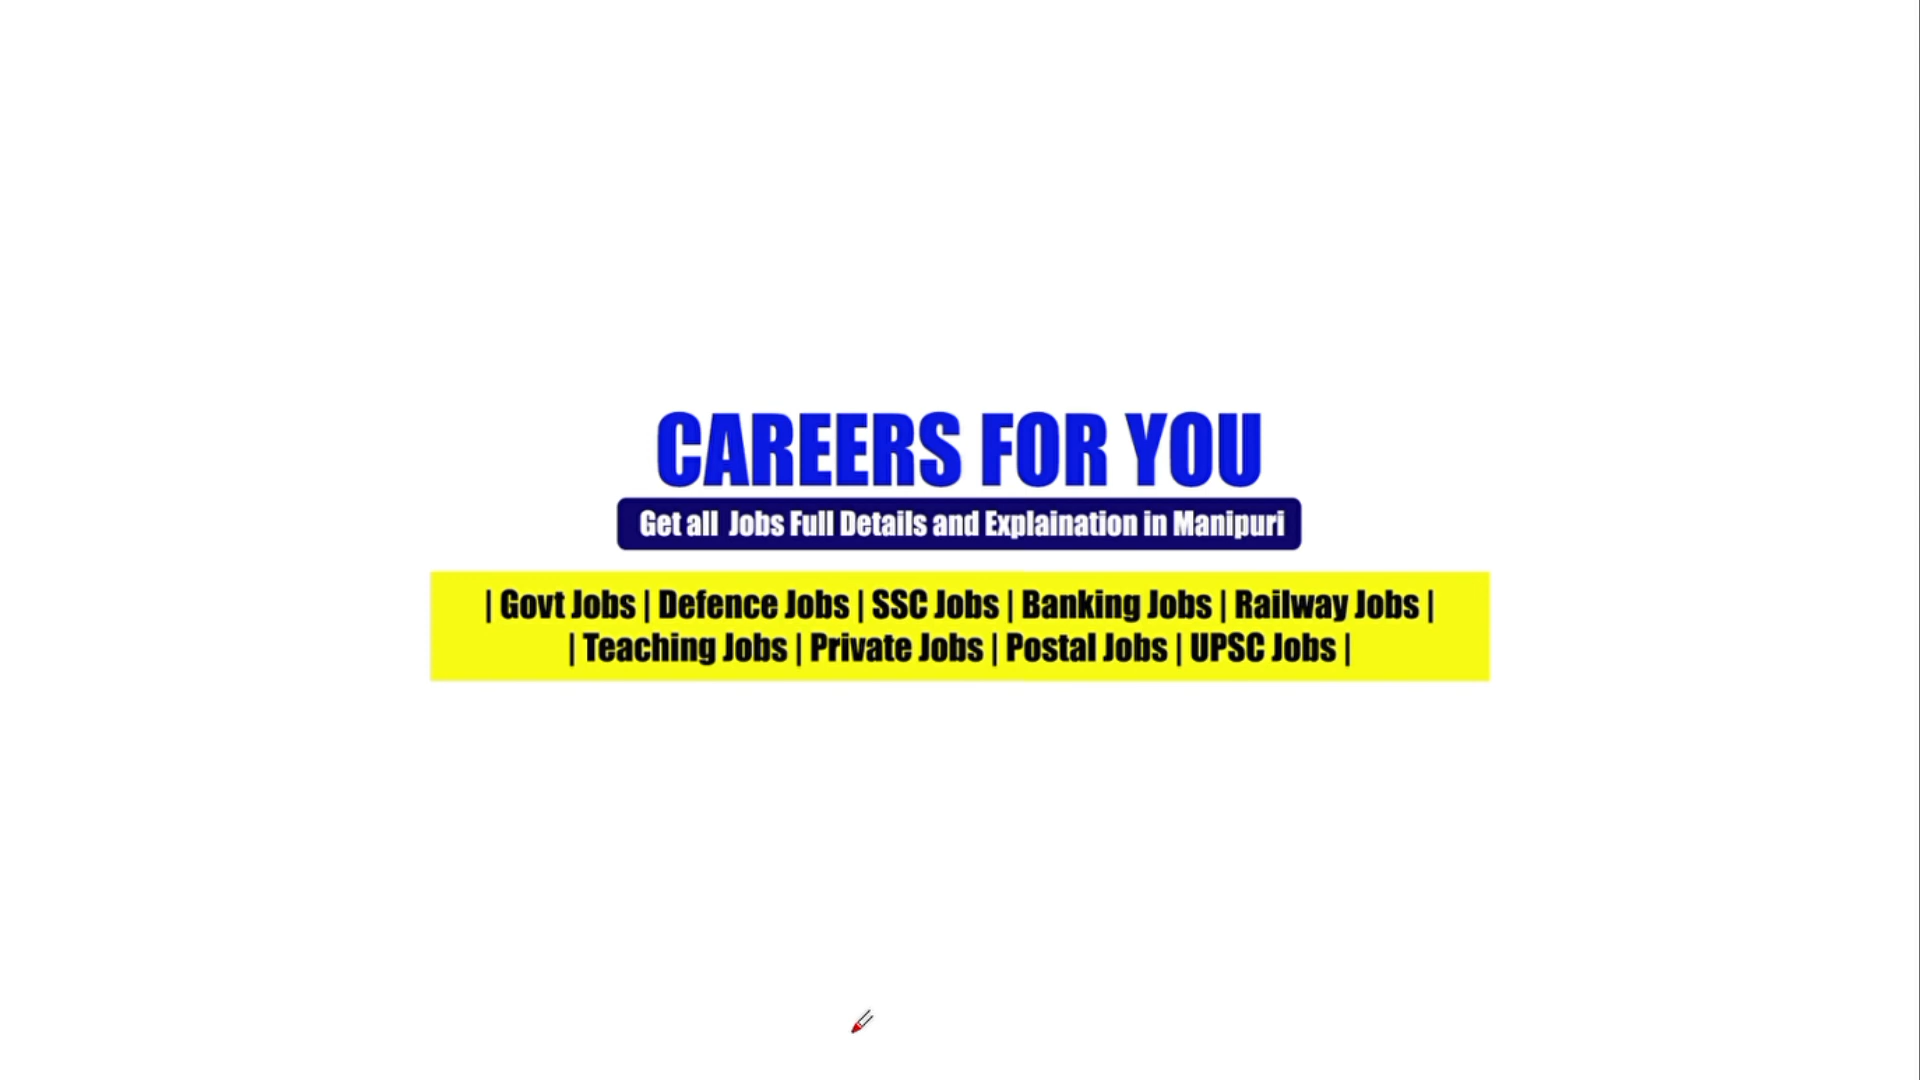 CAREERS FOR YOU
Get all Jobs Full Details and Explaination in Manipuri
| Govt Jobs | Defence Jobs | SSC Jobs | Banking Jobs | Railway Jobs |
| Teaching Jobs | Private Jobs | Postal Jobs | UPSC Jobs |